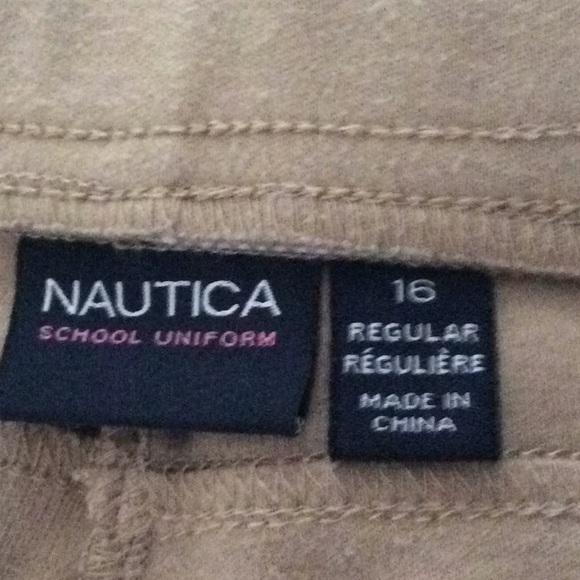 NAUTICA
SCHOOL UNIFORM
16
REGULAR
RÉGULIÈRE
MADE IN
CHINA